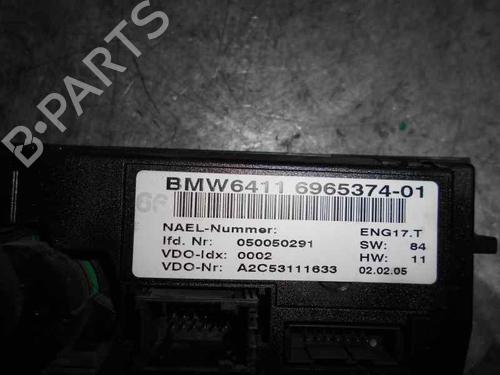 B-PARTS
BMW6411 6965374-01
NAEL-Nummer: ENG17.T
lfd. Nr: 050050291 SW: 84
VDO-Idx: 0002 HW: 11
VDO-Nr: A2C53111633 02.02.05